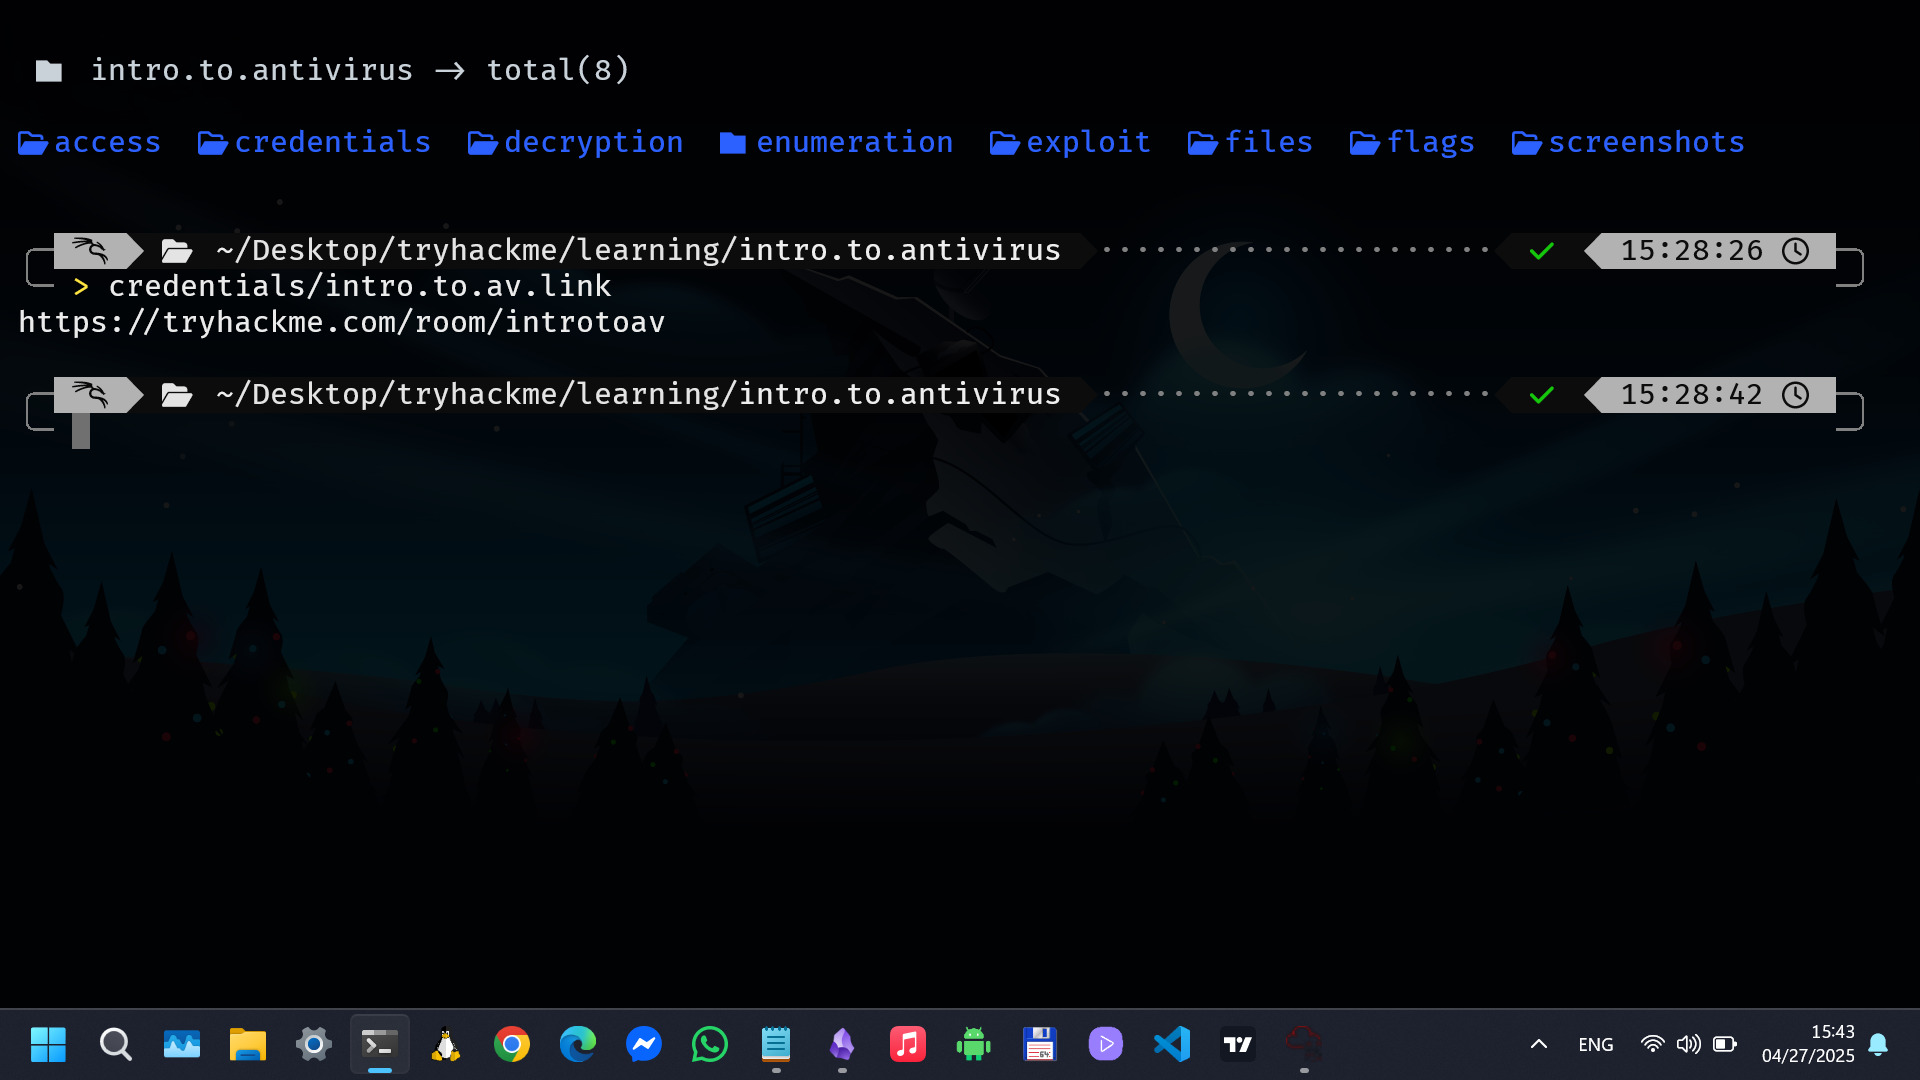 intro.to.antivirus → total(8)
access credentials decryption enumeration exploit files flags screenshots
~/Desktop/tryhackme/learning/intro.to.antivirus 15:28:26
> credentials/intro.to.av.link
https://tryhackme.com/room/introtoav
~/Desktop/tryhackme/learning/intro.to.antivirus 15:28:42
ENG
15:43
04/27/2025